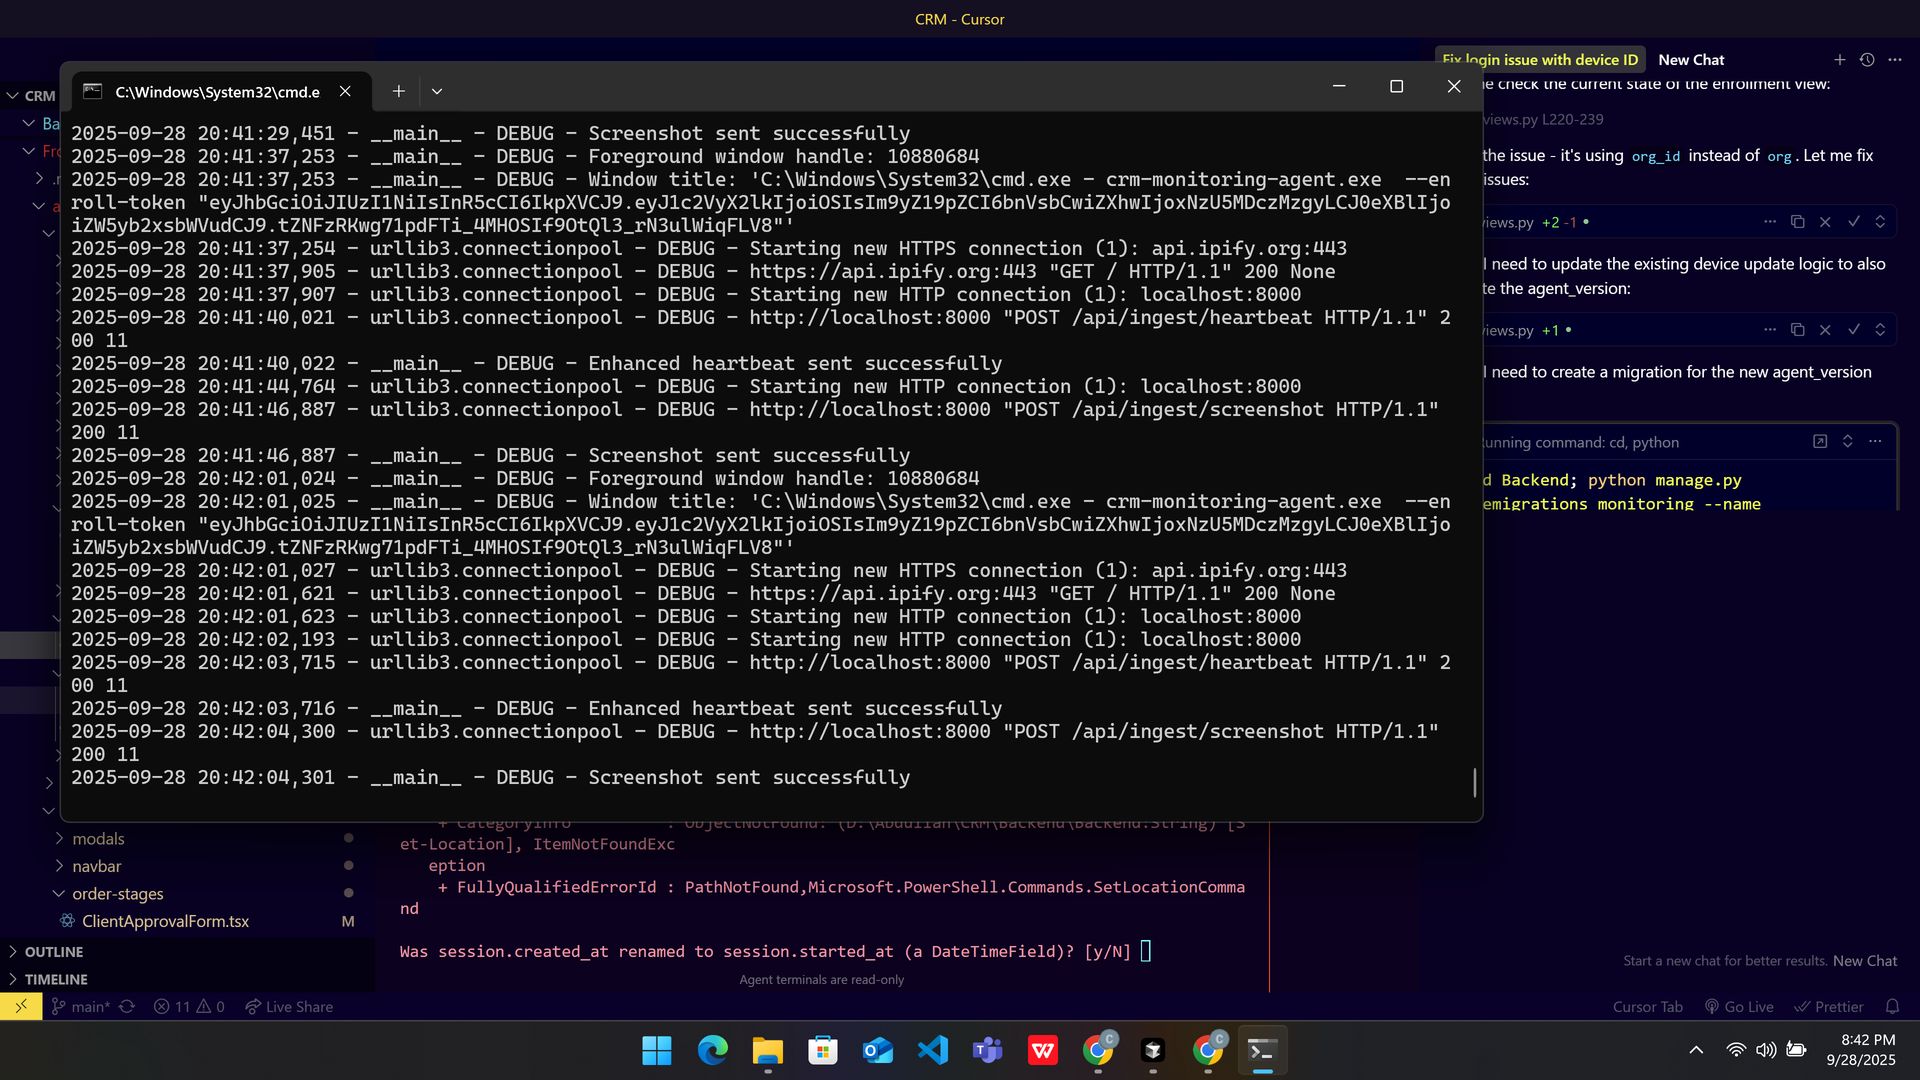 CRM - Cursor
Fix login issue with device ID
New Chat
C:\Windows\System32\cmd.e
CRM
Ba
Fro
2025-09-28 20:41:29,451 - __main__ - DEBUG - Screenshot sent successfully
2025-09-28 20:41:37,253 - __main__ - DEBUG - Foreground window handle: 10880684
2025-09-28 20:41:37,253 - __main__ - DEBUG - Window title: 'C:\Windows\System32\cmd.exe - crm-monitoring-agent.exe  --en
roll-token "eyJhbGciOiJIUzI1NiIsInR5cCI6IkpXVCJ9.eyJ1c2VyX2lkIjoiOSIsIm9yZ19pZCI6bnVsbCwiZXhwIjoxNzU5MDczMzgyLCJ0eXBlIjo
iZW5yb2xsbWVudCJ9.tZNFzRKwg71pdFTi_4MHOSIf9OtQl3_rN3ulWiqFLV8"'
2025-09-28 20:41:37,254 - urllib3.connectionpool - DEBUG - Starting new HTTPS connection (1): api.ipify.org:443
2025-09-28 20:41:37,905 - urllib3.connectionpool - DEBUG - https://api.ipify.org:443 "GET / HTTP/1.1" 200 None
2025-09-28 20:41:37,907 - urllib3.connectionpool - DEBUG - Starting new HTTP connection (1): localhost:8000
2025-09-28 20:41:40,021 - urllib3.connectionpool - DEBUG - http://localhost:8000 "POST /api/ingest/heartbeat HTTP/1.1" 2
00 11
2025-09-28 20:41:40,022 - __main__ - DEBUG - Enhanced heartbeat sent successfully
2025-09-28 20:41:44,764 - urllib3.connectionpool - DEBUG - Starting new HTTP connection (1): localhost:8000
2025-09-28 20:41:46,887 - urllib3.connectionpool - DEBUG - http://localhost:8000 "POST /api/ingest/screenshot HTTP/1.1"
200 11
2025-09-28 20:41:46,887 - __main__ - DEBUG - Screenshot sent successfully
2025-09-28 20:42:01,024 - __main__ - DEBUG - Foreground window handle: 10880684
2025-09-28 20:42:01,025 - __main__ - DEBUG - Window title: 'C:\Windows\System32\cmd.exe - crm-monitoring-agent.exe  --en
roll-token "eyJhbGciOiJIUzI1NiIsInR5cCI6IkpXVCJ9.eyJ1c2VyX2lkIjoiOSIsIm9yZ19pZCI6bnVsbCwiZXhwIjoxNzU5MDczMzgyLCJ0eXBlIjo
iZW5yb2xsbWVudCJ9.tZNFzRKwg71pdFTi_4MHOSIf9OtQl3_rN3ulWiqFLV8"'
2025-09-28 20:42:01,027 - urllib3.connectionpool - DEBUG - Starting new HTTPS connection (1): api.ipify.org:443
2025-09-28 20:42:01,621 - urllib3.connectionpool - DEBUG - https://api.ipify.org:443 "GET / HTTP/1.1" 200 None
2025-09-28 20:42:01,623 - urllib3.connectionpool - DEBUG - Starting new HTTP connection (1): localhost:8000
2025-09-28 20:42:02,193 - urllib3.connectionpool - DEBUG - Starting new HTTP connection (1): localhost:8000
2025-09-28 20:42:03,715 - urllib3.connectionpool - DEBUG - http://localhost:8000 "POST /api/ingest/heartbeat HTTP/1.1" 2
00 11
2025-09-28 20:42:03,716 - __main__ - DEBUG - Enhanced heartbeat sent successfully
2025-09-28 20:42:04,300 - urllib3.connectionpool - DEBUG - http://localhost:8000 "POST /api/ingest/screenshot HTTP/1.1"
200 11
2025-09-28 20:42:04,301 - __main__ - DEBUG - Screenshot sent successfully
e check the current state of the enrollment view:
views.py L220-239
the issue - it's using org_id instead of org. Let me fix
issues:
views.py +2 -1
I need to update the existing device update logic to also
te the agent_version:
views.py +1
I need to create a migration for the new agent_version
unning command: cd, python
d Backend; python manage.py
emigrations monitoring --name
modals
navbar
order-stages
ClientApprovalForm.tsx M
OUTLINE
TIMELINE
+ CategoryInfo : ObjectNotFound: (D:\Abdullah\CRM\Backend\Backend:String) [S
et-Location], ItemNotFoundExc
eption
+ FullyQualifiedErrorId : PathNotFound,Microsoft.PowerShell.Commands.SetLocationComma
nd
Was session.created_at renamed to session.started_at (a DateTimeField)? [y/N]
Agent terminals are read-only
Start a new chat for better results. New Chat
main* 11 0 Live Share
Cursor Tab Go Live Prettier
8:42 PM
9/28/2025